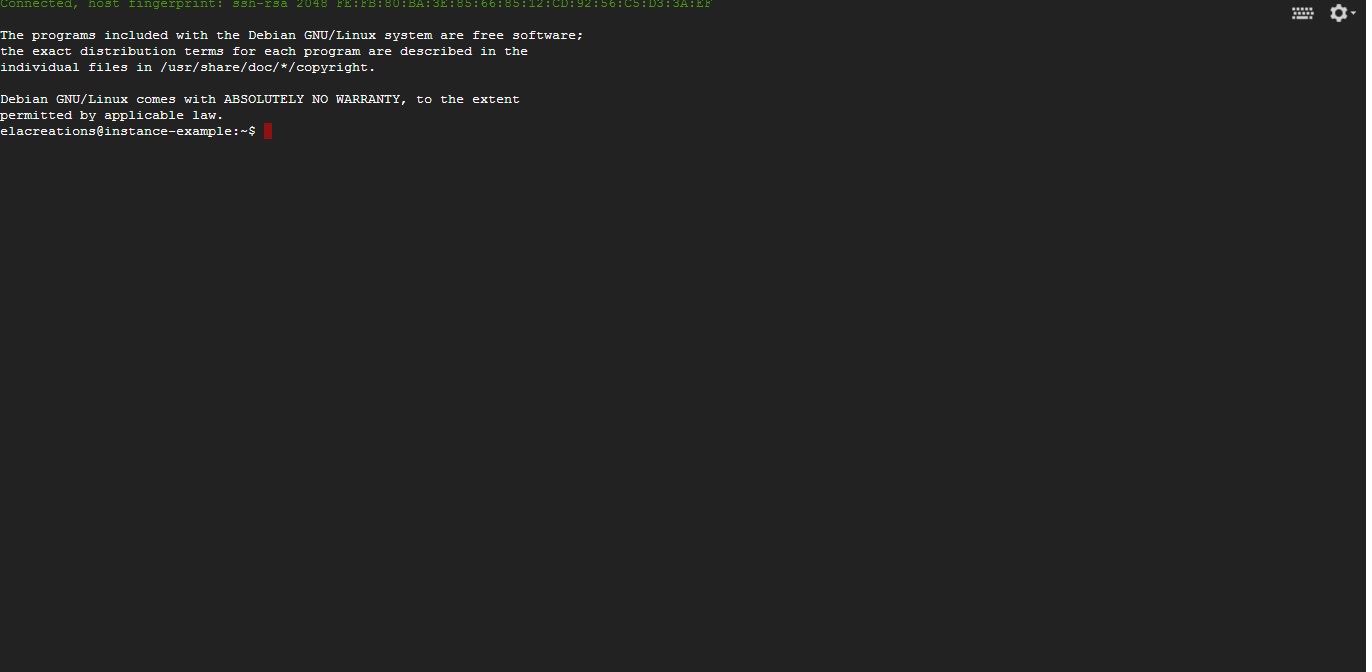 Connected, host fingerprint: ssh-rsa 2048 FE:FB:80:BA:3E:85:66:85:12:CD:92:56:C5:D3:3A:EF
The programs included with the Debian GNU/Linux system are free software;
the exact distribution terms for each program are described in the
individual files in /usr/share/doc/*/copyright.
Debian GNU/Linux comes with ABSOLUTELY NO WARRANTY, to the extent
permitted by applicable law.
elacreations@instance-example:~$